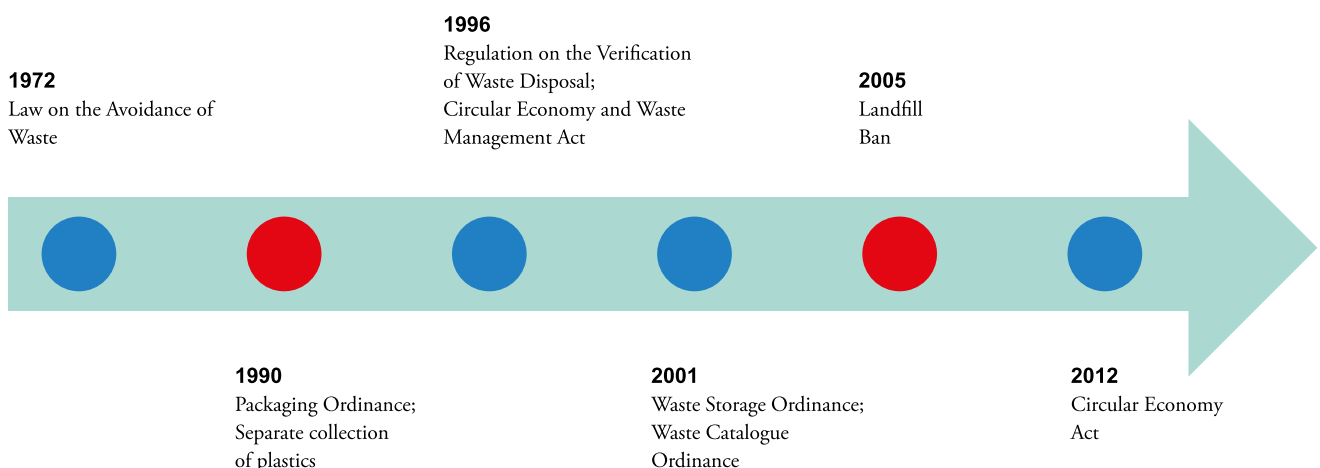 1972
Law on the Avoidance of
Waste
1990
Packaging Ordinance;
Separate collection
of plastics
1996
Regulation on the Verification
of Waste Disposal;
Circular Economy and Waste
Management Act
2001
Waste Storage Ordinance;
Waste Catalogue
Ordinance
2005
Landfill
Ban
2012
Circular Economy
Act